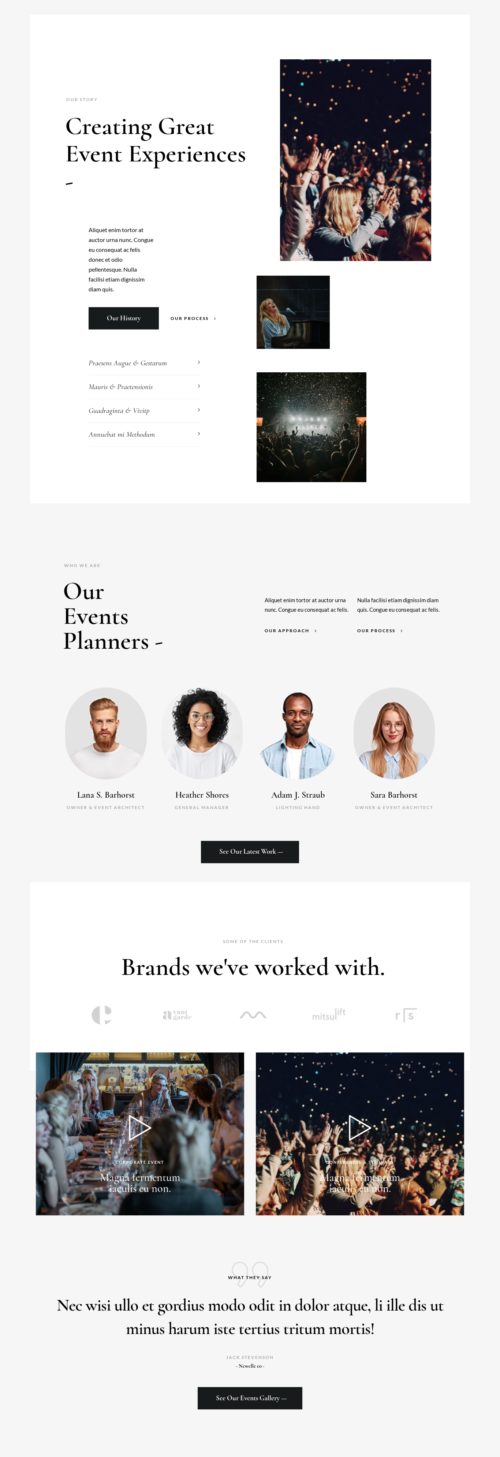 OUR STORY
Creating Great
Event Experiences
-
Aliquet enim tortor at
auctor urna nunc. Congue
eu consequat ac felis
donec et odio
pellentesque. Nulla
facilisi etiam dignissim
diam quis.
Our History
OUR PROCESS ›
Praesens Augue & Gestarum ›
Mauris & Praetensionis ›
Guadraginta & Vivitp ›
Annuebat mi Methodum ›
WHO WE ARE
Our
Events
Planners -
Aliquet enim tortor at auctor urna
nunc. Congue eu consequat ac felis.
OUR APPROACH ›
Nulla facilisi etiam dignissim diam
quis. Congue eu consequat ac felis.
OUR PROCESS ›
Lana S. Barhorst
OWNER & EVENT ARCHITECT
Heather Shores
GENERAL MANAGER
Adam J. Straub
LIGHTING HAND
Sara Barhorst
OWNER & EVENT ARCHITECT
See Our Latest Work —
SOME OF THE CLIENTS
Brands we've worked with.
a vant
garde
mitsu lift
r s
CORPORATE EVENT
Magna fermentum
iaculis eu non.
Magna fermentum
iaculis eu non.
WHAT THEY SAY
Nec wisi ullo et gordius modo odit in dolor atque, li ille dis ut
minus harum iste tertius tritum mortis!
JACK STEVENSON
- Newelle co -
See Our Events Gallery —